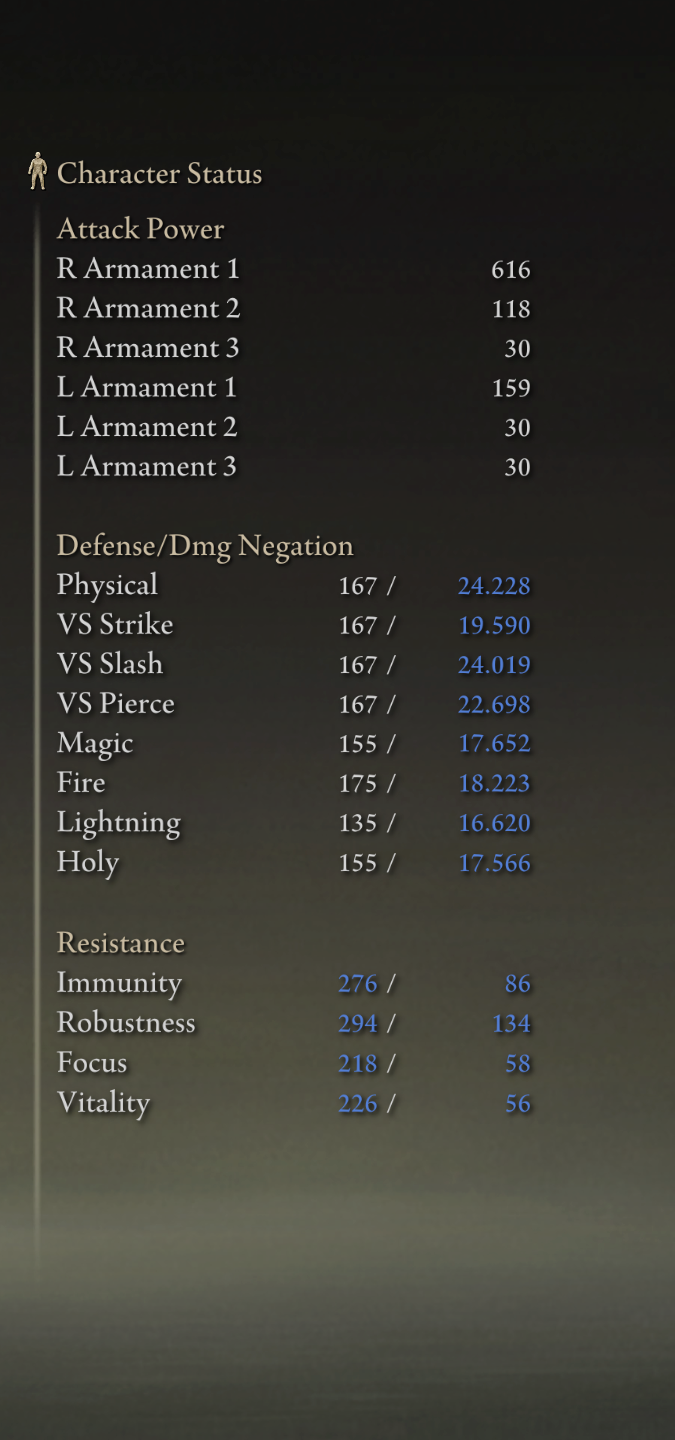 Character Status
Attack Power
R Armament 1 616
R Armament 2 118
R Armament 3 30
L Armament 1 159
L Armament 2 30
L Armament 3 30
Defense/Dmg Negation
Physical 167 / 24.228
VS Strike 167 / 19.590
VS Slash 167 / 24.019
VS Pierce 167 / 22.698
Magic 155 / 17.652
Fire 175 / 18.223
Lightning 135 / 16.620
Holy 155 / 17.566
Resistance
Immunity 276 / 86
Robustness 294 / 134
Focus 218 / 58
Vitality 226 / 56